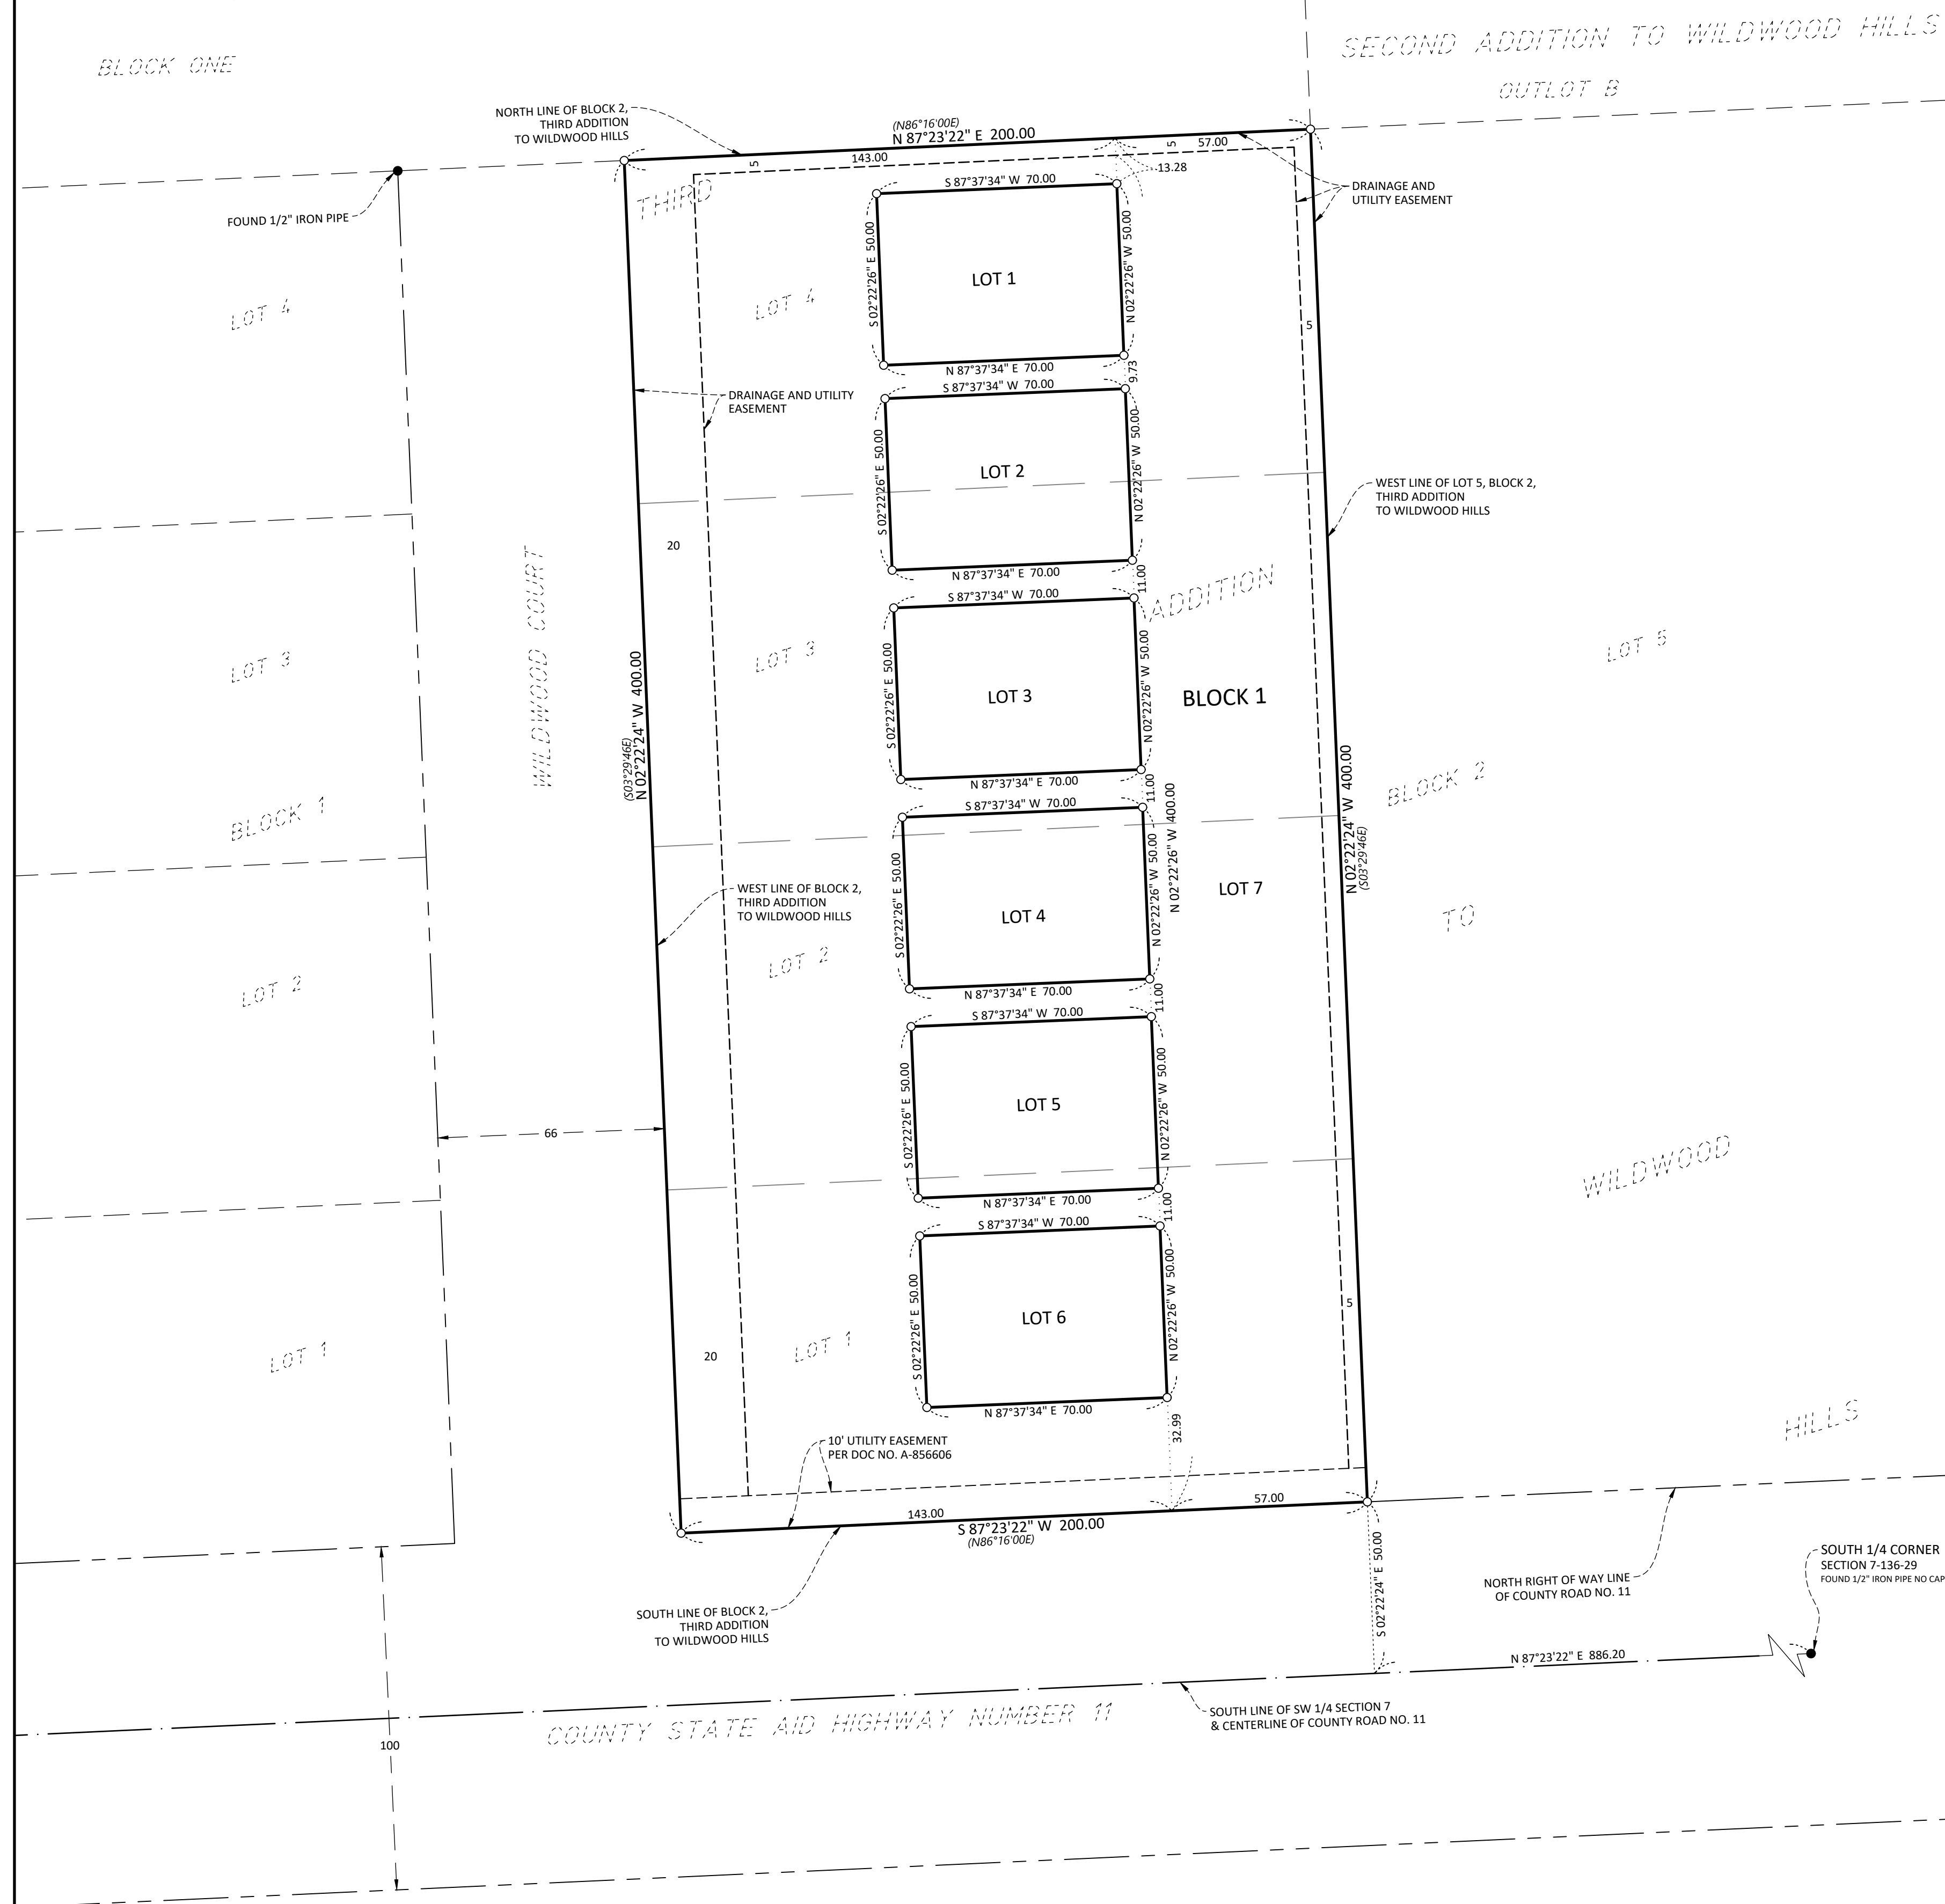 SECOND ADDITION TO WILDWOOD HILLS
BLOCK ONE
OUTLOT B
NORTH LINE OF BLOCK 2,
THIRD ADDITION
TO WILDWOOD HILLS
(N86°16'00E)
N 87°23'22" E 200.00
143.00
5
5
57.00
13.28
THIRD
S 87°37'34" W 70.00
DRAINAGE AND
UTILITY EASEMENT
FOUND 1/2" IRON PIPE
S 02°22'26" E 50.00
LOT 1
N 02°22'26" W 50.00
LOT 4
LOT 4
5
N 87°37'34" E 70.00
9.73
S 87°37'34" W 70.00
DRAINAGE AND UTILITY
EASEMENT
S 02°22'26" E 50.00
LOT 2
N 02°22'26" W 50.00
WEST LINE OF LOT 5, BLOCK 2,
THIRD ADDITION
TO WILDWOOD HILLS
20
N 87°37'34" E 70.00
11.00
S 87°37'34" W 70.00
ADDITION
WILDWOOD COURT
LOT 3
LOT 3
S 02°22'26" E 50.00
LOT 3
N 02°22'26" W 50.00
BLOCK 1
LOT 5
(S03°29'46E)
N 02°22'24" W 400.00
N 87°37'34" E 70.00
11.00
N 02°22'26" W 400.00
S 87°37'34" W 70.00
BLOCK 1
BLOCK 2
N 02°22'24" W 400.00
(S03°29'46E)
WEST LINE OF BLOCK 2,
THIRD ADDITION
TO WILDWOOD HILLS
S 02°22'26" E 50.00
LOT 4
N 02°22'26" W 50.00
LOT 7
TO
LOT 2
LOT 2
N 87°37'34" E 70.00
11.00
S 87°37'34" W 70.00
S 02°22'26" E 50.00
LOT 5
N 02°22'26" W 50.00
66
WILDWOOD
N 87°37'34" E 70.00
11.00
S 87°37'34" W 70.00
S 02°22'26" E 50.00
LOT 6
N 02°22'26" W 50.00
5
LOT 1
20
LOT 1
N 87°37'34" E 70.00
32.99
HILLS
10' UTILITY EASEMENT
PER DOC NO. A-856606
143.00
57.00
S 87°23'22" W 200.00
(N86°16'00E)
S 02°22'24" E 50.00
SOUTH 1/4 CORNER
SECTION 7-136-29
FOUND 1/2" IRON PIPE NO CAP
NORTH RIGHT OF WAY LINE
OF COUNTY ROAD NO. 11
SOUTH LINE OF BLOCK 2,
THIRD ADDITION
TO WILDWOOD HILLS
N 87°23'22" E 886.20
SOUTH LINE OF SW 1/4 SECTION 7
& CENTERLINE OF COUNTY ROAD NO. 11
COUNTY STATE AID HIGHWAY NUMBER 11
100